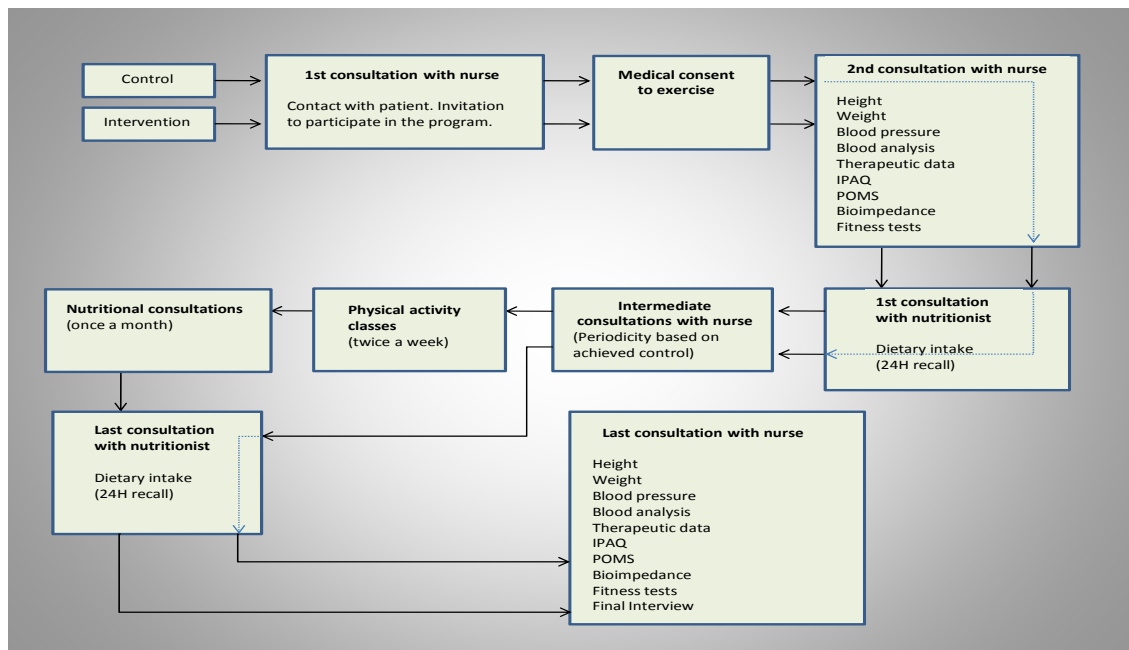 Control
Intervention
1st consultation with nurse
Contact with patient. Invitation
to participate in the program.
Medical consent
to exercise
2nd consultation with nurse
Height
Weight
Blood pressure
Blood analysis
Therapeutic data
IPAQ
POMS
Bioimpedance
Fitness tests
Nutritional consultations
(once a month)
Physical activity
classes
(twice a week)
Intermediate
consultations with nurse
(Periodicity based on
achieved control)
1st consultation
with nutritionist
Dietary intake
(24H recall)
Last consultation
with nutritionist
Dietary intake
(24H recall)
Last consultation with nurse
Height
Weight
Blood pressure
Blood analysis
Therapeutic data
IPAQ
POMS
Bioimpedance
Fitness tests
Final Interview